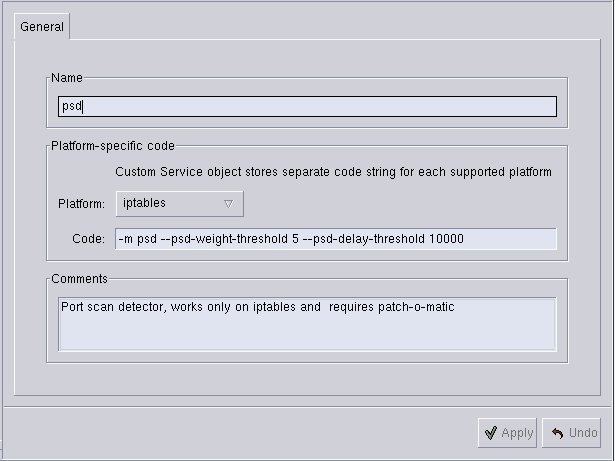 General
Name
psd
Platform-specific code
Custom Service object stores separate code string for each supported platform
Platform: iptables
Code: -m psd --psd-weight-threshold 5 --psd-delay-threshold 10000
Comments
Port scan detector, works only on iptables and  requires patch-o-matic
Apply Undo